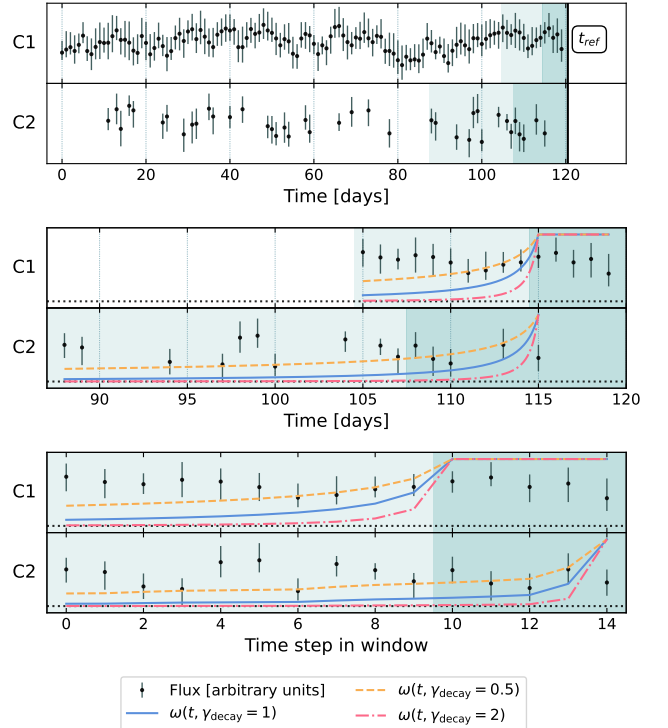 C1
t_ref
C2
0 20 40 60 80 100 120
Time [days]
C1
C2
90 95 100 105 110 115 120
Time [days]
C1
C2
0 2 4 6 8 10 12 14
Time step in window
Flux [arbitrary units]
ω(t, γ_decay = 1)
ω(t, γ_decay = 0.5)
ω(t, γ_decay = 2)